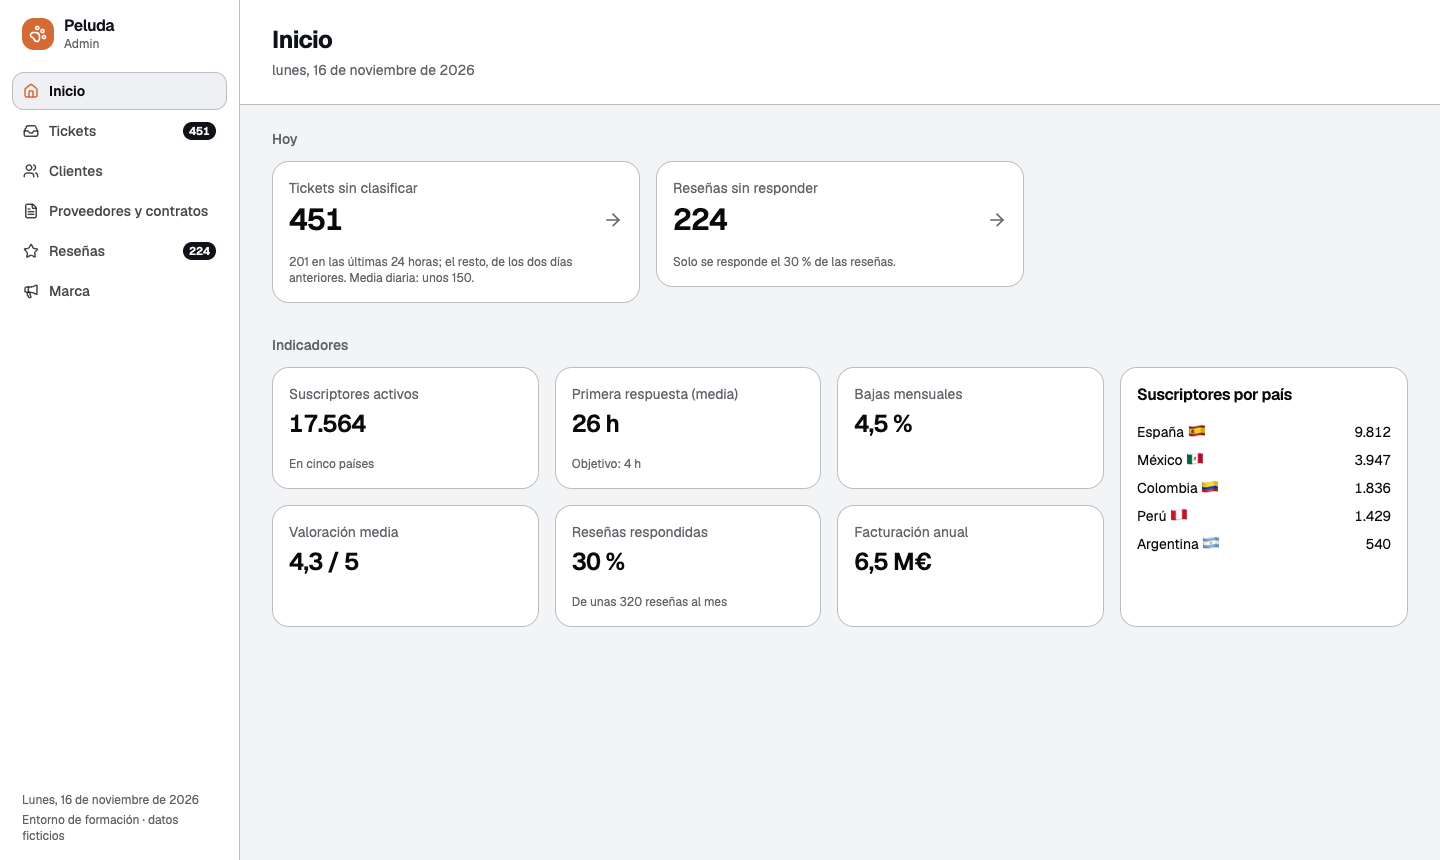 Peluda
Admin
Inicio
Tickets 451
Clientes
Proveedores y contratos
Reseñas 224
Marca
Lunes, 16 de noviembre de 2026
Entorno de formación · datos
ficticios
Inicio
lunes, 16 de noviembre de 2026
Hoy
Tickets sin clasificar
451
201 en las últimas 24 horas; el resto, de los dos días
anteriores. Media diaria: unos 150.
Reseñas sin responder
224
Solo se responde el 30 % de las reseñas.
Indicadores
Suscriptores activos
17.564
En cinco países
Primera respuesta (media)
26 h
Objetivo: 4 h
Bajas mensuales
4,5 %
Valoración media
4,3 / 5
Reseñas respondidas
30 %
De unas 320 reseñas al mes
Facturación anual
6,5 M€
Suscriptores por país
España 🇪🇸 9.812
México 🇲🇽 3.947
Colombia 🇨🇴 1.836
Perú 🇵🇪 1.429
Argentina 🇦🇷 540